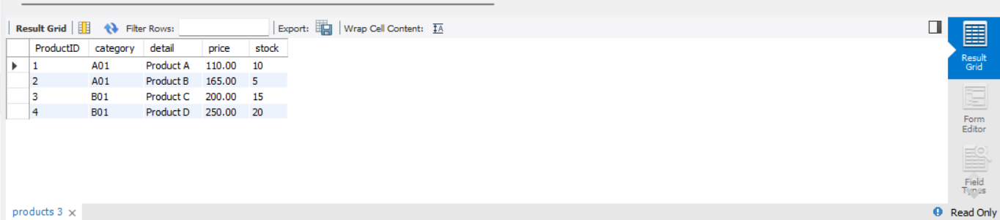 Result Grid Filter Rows: Export: Wrap Cell Content: IA
ProductID category detail price stock
1 A01 Product A 110.00 10
2 A01 Product B 165.00 5
3 B01 Product C 200.00 15
4 B01 Product D 250.00 20
Result
Grid
Form
Editor
Field
Types
products 3
Read Only